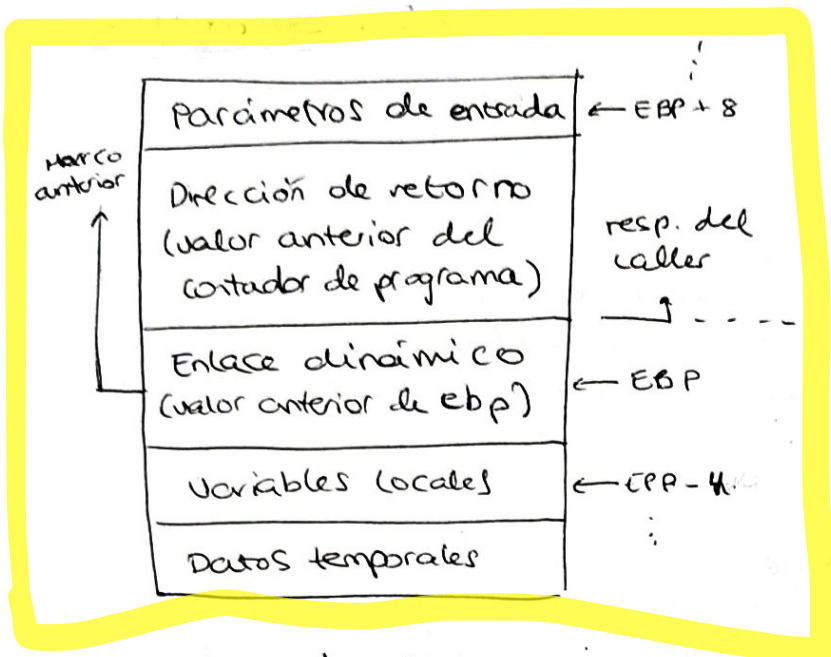 Parámetros de entrada ← EBP + 8
Marco
anterior
Dirección de retorno
(valor anterior del
contador de programa)
resp. del
caller
Enlace dinámico
(valor anterior de ebp)
← EBP
Variables locales
← EBP - 4
Datos temporales